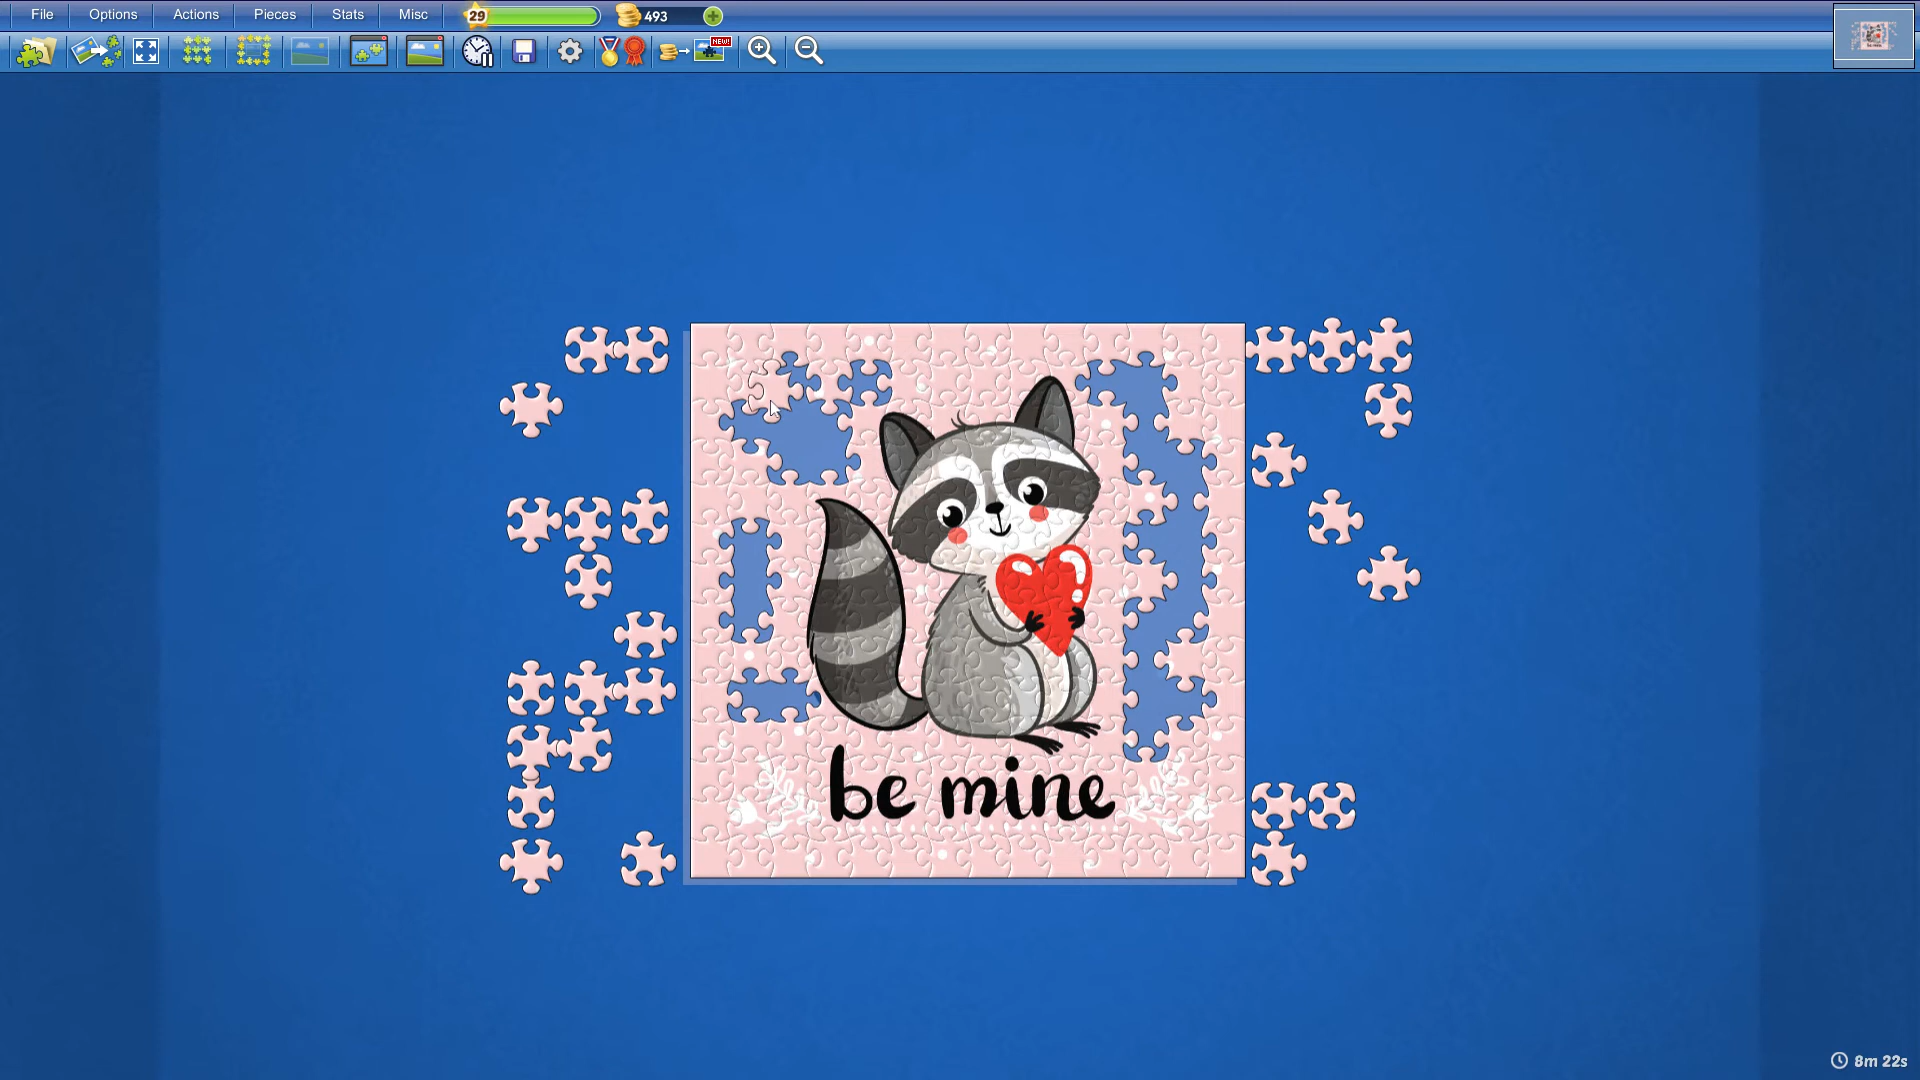 File Options Actions Pieces Stats Misc 29 493
NEW!
be mine
8m 22s